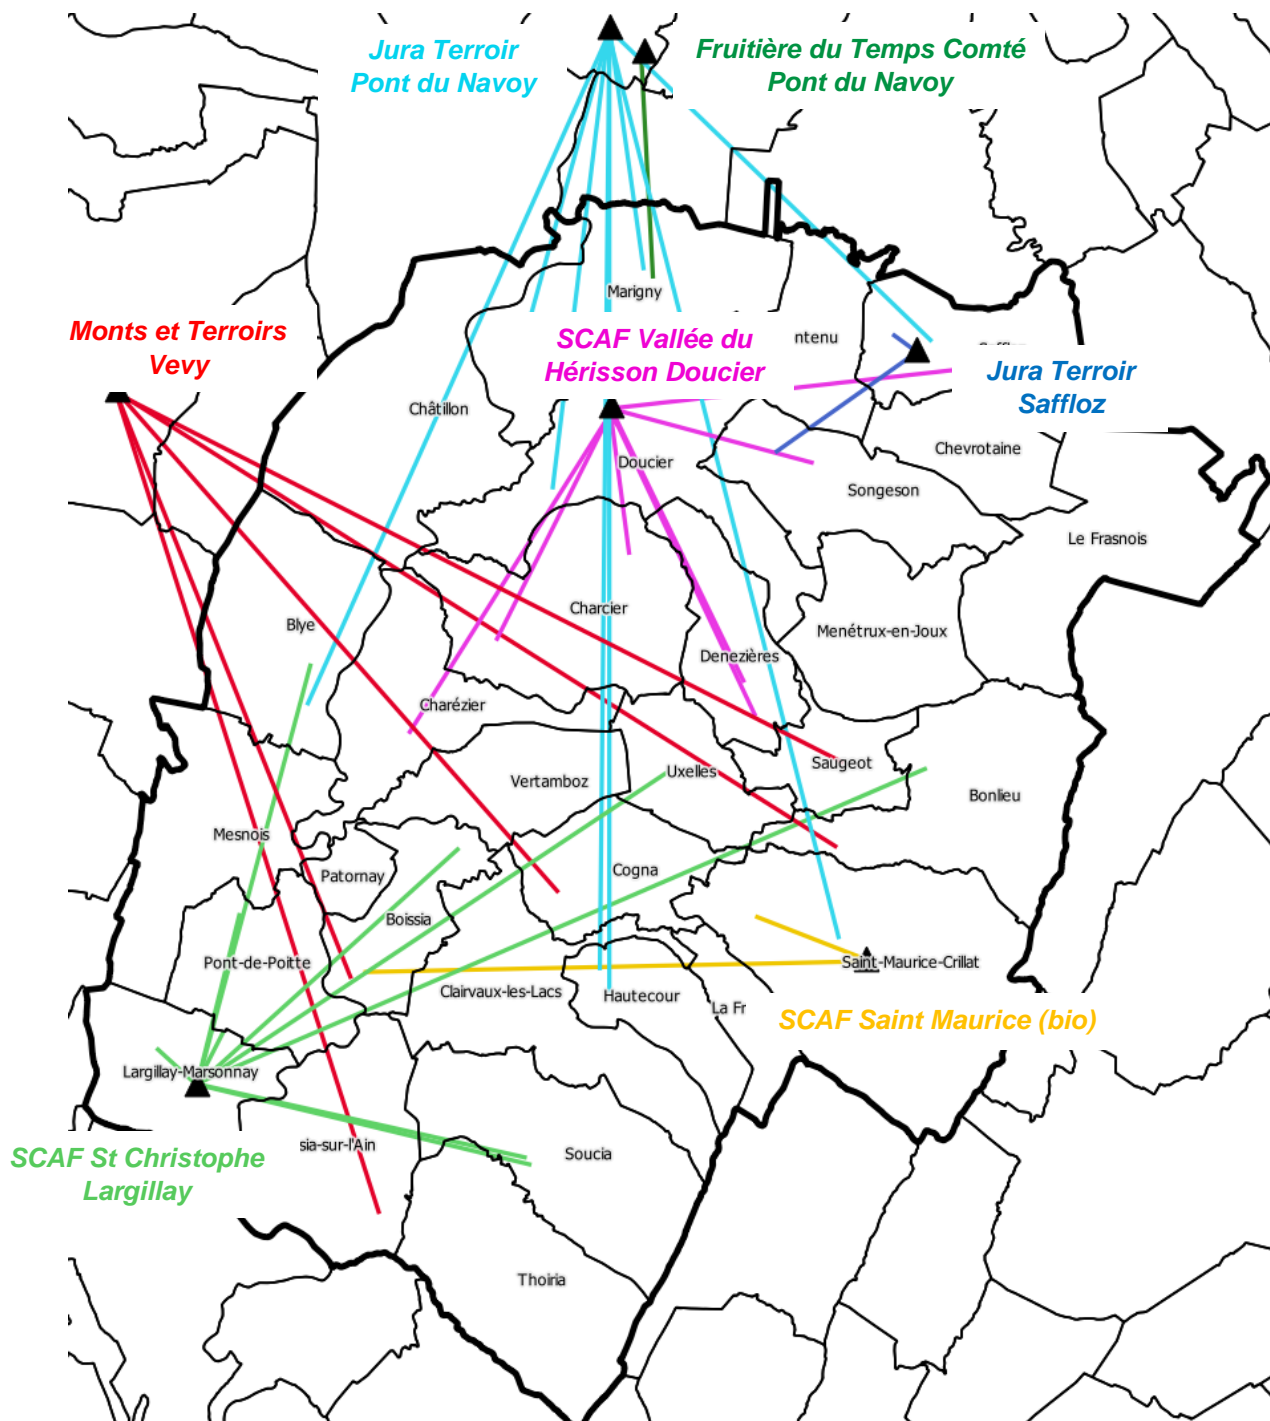 Jura Terroir
Pont du Navoy
Fruitière du Temps Comté
Pont du Navoy
Marigny
Monts et Terroirs
Vevy
SCAF Vallée du
Hérisson Doucier
ntenu
Jura Terroir
Saffloz
Châtillon
Doucier
Chevrotaine
Songeson
Le Frasnois
Charcier
Blye
Menétrux-en-Joux
Denezières
Charézier
Saugeot
Uxelles
Vertamboz
Bonlieu
Mesnois
Cogna
Patornay
Boissia
Pont-de-Poitte
Saint-Maurice-Crillat
Clairvaux-les-Lacs
Hautecour
La Fr
SCAF Saint Maurice (bio)
Largillay-Marsonnay
sia-sur-l'Ain
Soucia
SCAF St Christophe
Largillay
Thoiria